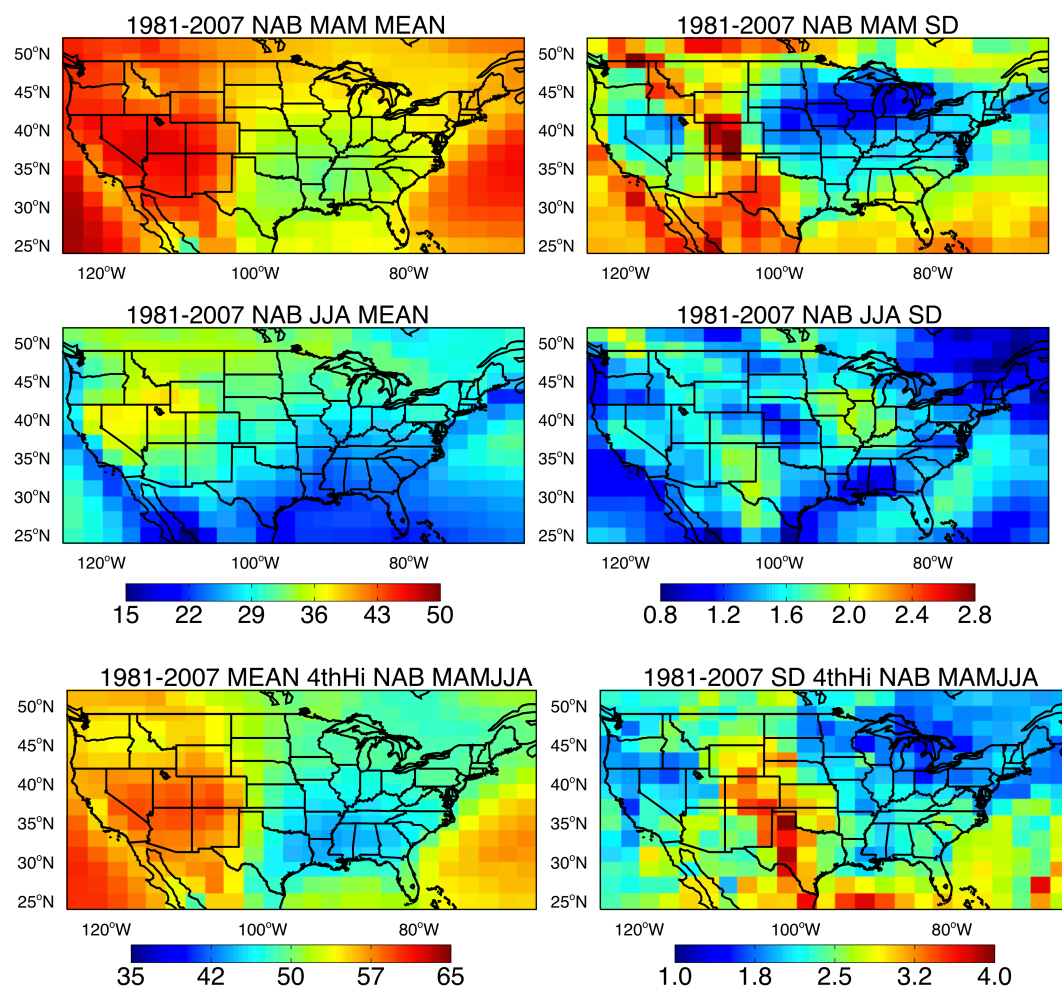 1981-2007 NAB MAM MEAN
1981-2007 NAB MAM SD
50°N
45°N
40°N
35°N
30°N
25°N
120°W 100°W 80°W
50°N
45°N
40°N
35°N
30°N
25°N
120°W 100°W 80°W
1981-2007 NAB JJA MEAN
1981-2007 NAB JJA SD
50°N
45°N
40°N
35°N
30°N
25°N
120°W 100°W 80°W
50°N
45°N
40°N
35°N
30°N
25°N
120°W 100°W 80°W
15 22 29 36 43 50
0.8 1.2 1.6 2.0 2.4 2.8
1981-2007 MEAN 4thHi NAB MAMJJA
1981-2007 SD 4thHi NAB MAMJJA
50°N
45°N
40°N
35°N
30°N
25°N
120°W 100°W 80°W
50°N
45°N
40°N
35°N
30°N
25°N
120°W 100°W 80°W
35 42 50 57 65
1.0 1.8 2.5 3.2 4.0